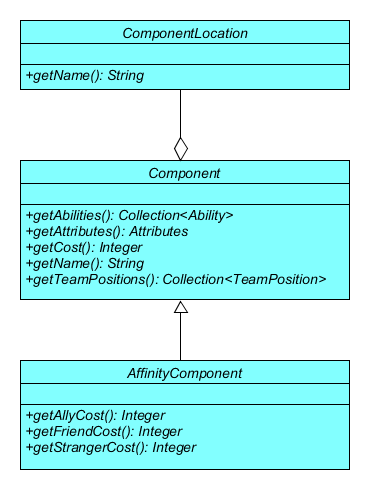 ComponentLocation
+getName(): String
Component
+getAbilities(): Collection<Ability>
+getAttributes(): Attributes
+getCost(): Integer
+getName(): String
+getTeamPositions(): Collection<TeamPosition>
AffinityComponent
+getAllyCost(): Integer
+getFriendCost(): Integer
+getStrangerCost(): Integer